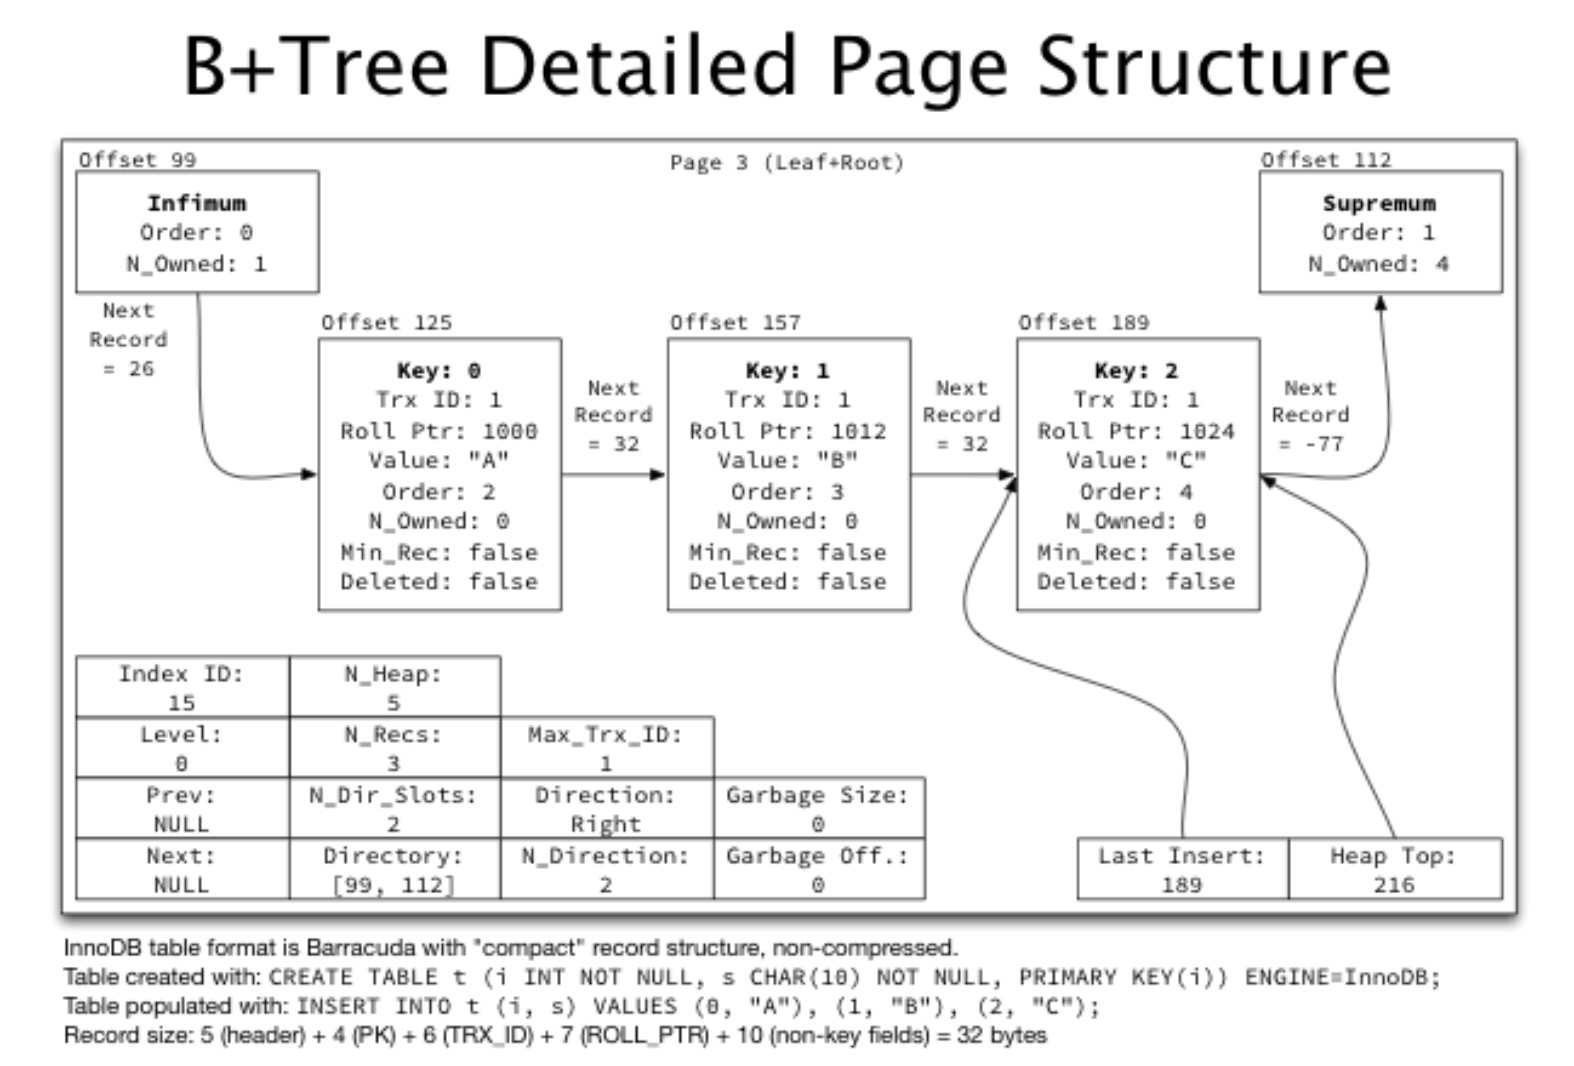 B+Tree Detailed Page Structure
Offset 99
Page 3 (Leaf+Root)
Offset 112
Infimum
Order: 0
N_Owned: 1
Supremum
Order: 1
N_Owned: 4
Next
Record
= 26
Offset 125
Key: 0
Trx ID: 1
Roll Ptr: 1000
Value: "A"
Order: 2
N_Owned: 0
Min_Rec: false
Deleted: false
Next
Record
= 32
Offset 157
Key: 1
Trx ID: 1
Roll Ptr: 1012
Value: "B"
Order: 3
N_Owned: 0
Min_Rec: false
Deleted: false
Next
Record
= 32
Offset 189
Key: 2
Trx ID: 1
Roll Ptr: 1024
Value: "C"
Order: 4
N_Owned: 0
Min_Rec: false
Deleted: false
Next
Record
= -77
Index ID:
15
N_Heap:
5
Level:
0
N_Recs:
3
Max_Trx_ID:
1
Prev:
NULL
N_Dir_Slots:
2
Direction:
Right
Garbage Size:
0
Next:
NULL
Directory:
[99, 112]
N_Direction:
2
Garbage Off.:
0
Last Insert:
189
Heap Top:
216
InnoDB table format is Barracuda with "compact" record structure, non-compressed.
Table created with: CREATE TABLE t (i INT NOT NULL, s CHAR(10) NOT NULL, PRIMARY KEY(i)) ENGINE=InnoDB;
Table populated with: INSERT INTO t (i, s) VALUES (0, "A"), (1, "B"), (2, "C");
Record size: 5 (header) + 4 (PK) + 6 (TRX_ID) + 7 (ROLL_PTR) + 10 (non-key fields) = 32 bytes